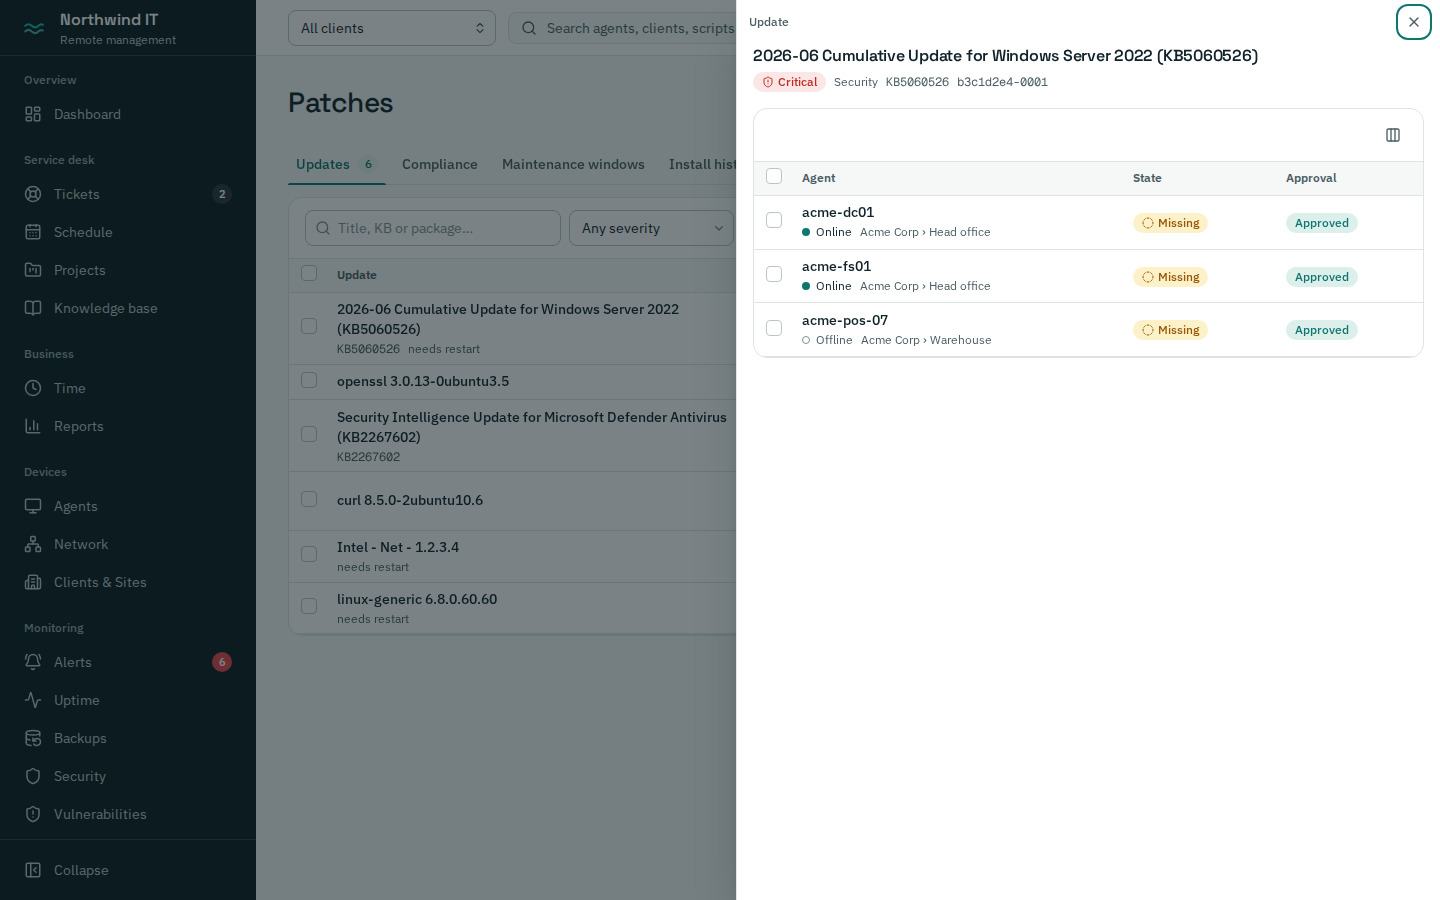 Northwind IT
Remote management
Overview
Dashboard
Service desk
Tickets 2
Schedule
Projects
Knowledge base
Business
Time
Reports
Devices
Agents
Network
Clients & Sites
Monitoring
Alerts 6
Uptime
Backups
Security
Vulnerabilities
Collapse
All clients
Search agents, clients, scripts
Patches
Updates 6 Compliance Maintenance windows Install hist
Title, KB or package...
Any severity
Update
2026-06 Cumulative Update for Windows Server 2022
(KB5060526)
KB5060526 needs restart
openssl 3.0.13-0ubuntu3.5
Security Intelligence Update for Microsoft Defender Antivirus
(KB2267602)
KB2267602
curl 8.5.0-2ubuntu10.6
Intel - Net - 1.2.3.4
needs restart
linux-generic 6.8.0.60.60
needs restart
Update
2026-06 Cumulative Update for Windows Server 2022 (KB5060526)
Critical Security KB5060526 b3c1d2e4-0001
Agent State Approval
acme-dc01
Online Acme Corp › Head office
Missing Approved
acme-fs01
Online Acme Corp › Head office
Missing Approved
acme-pos-07
Offline Acme Corp › Warehouse
Missing Approved